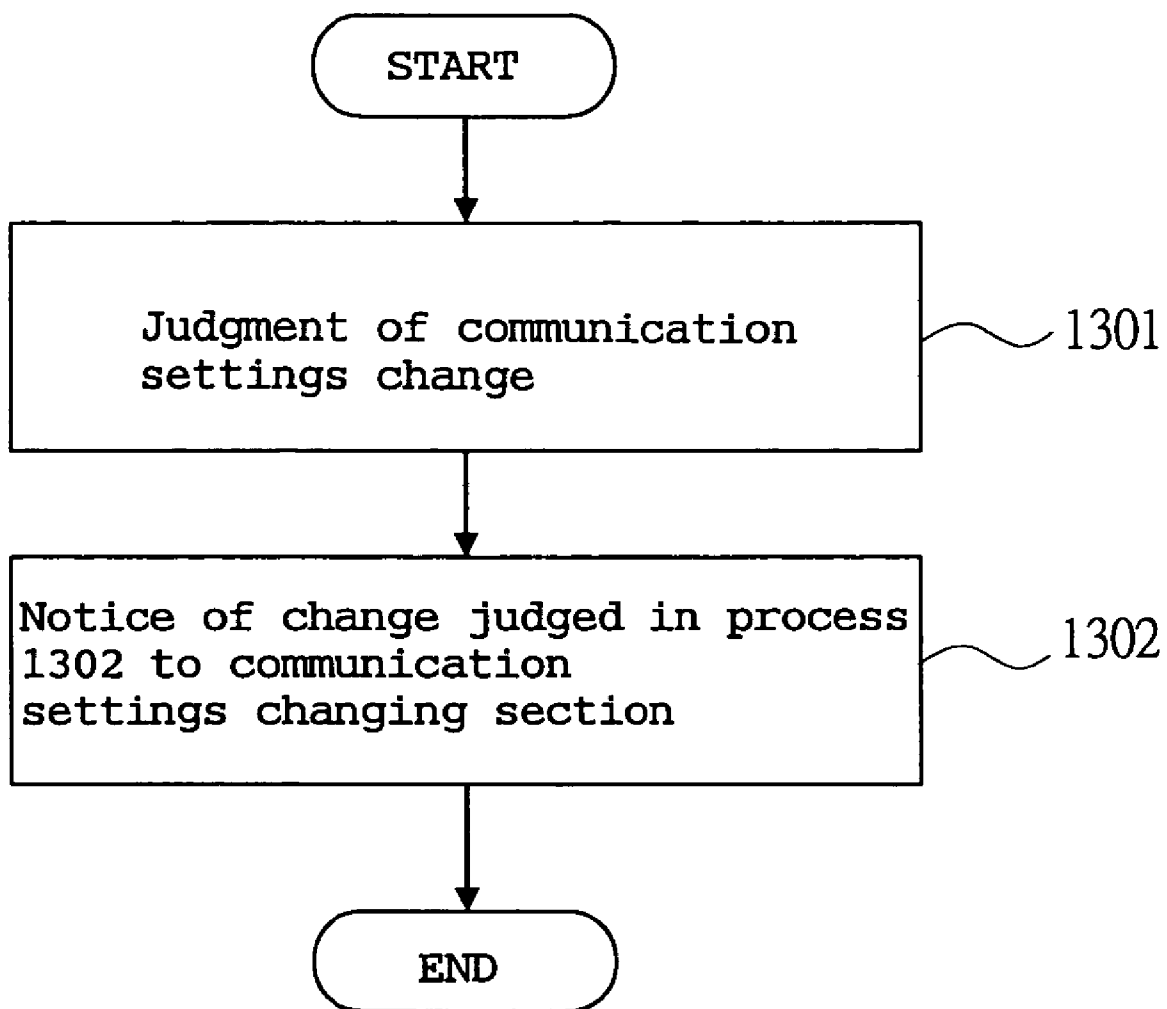 START
Judgment of communication
settings change
1301
Notice of change judged in process
1302 to communication
settings changing section
1302
END